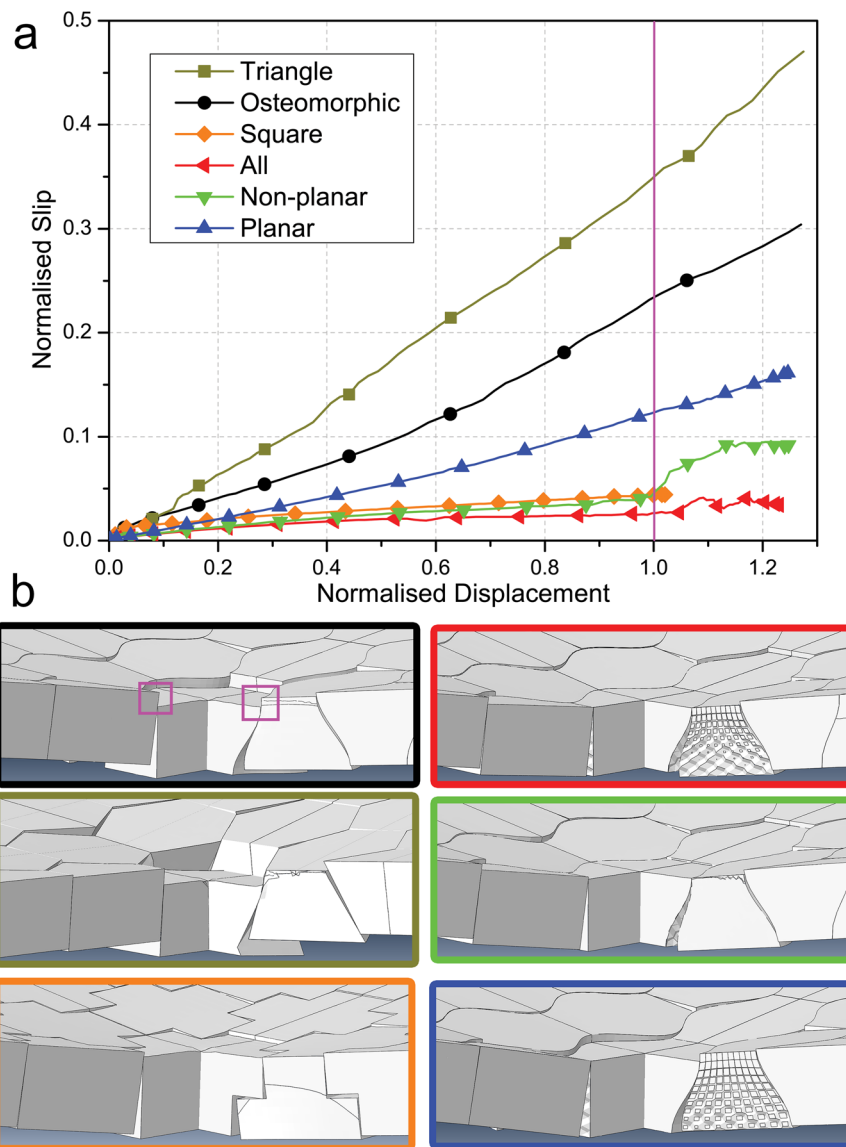 a
0.5
0.4
0.3
0.2
0.1
0.0
Normalised Slip
Triangle
Osteomorphic
Square
All
Non-planar
Planar
0.0 0.2 0.4 0.6 0.8 1.0 1.2
Normalised Displacement
b